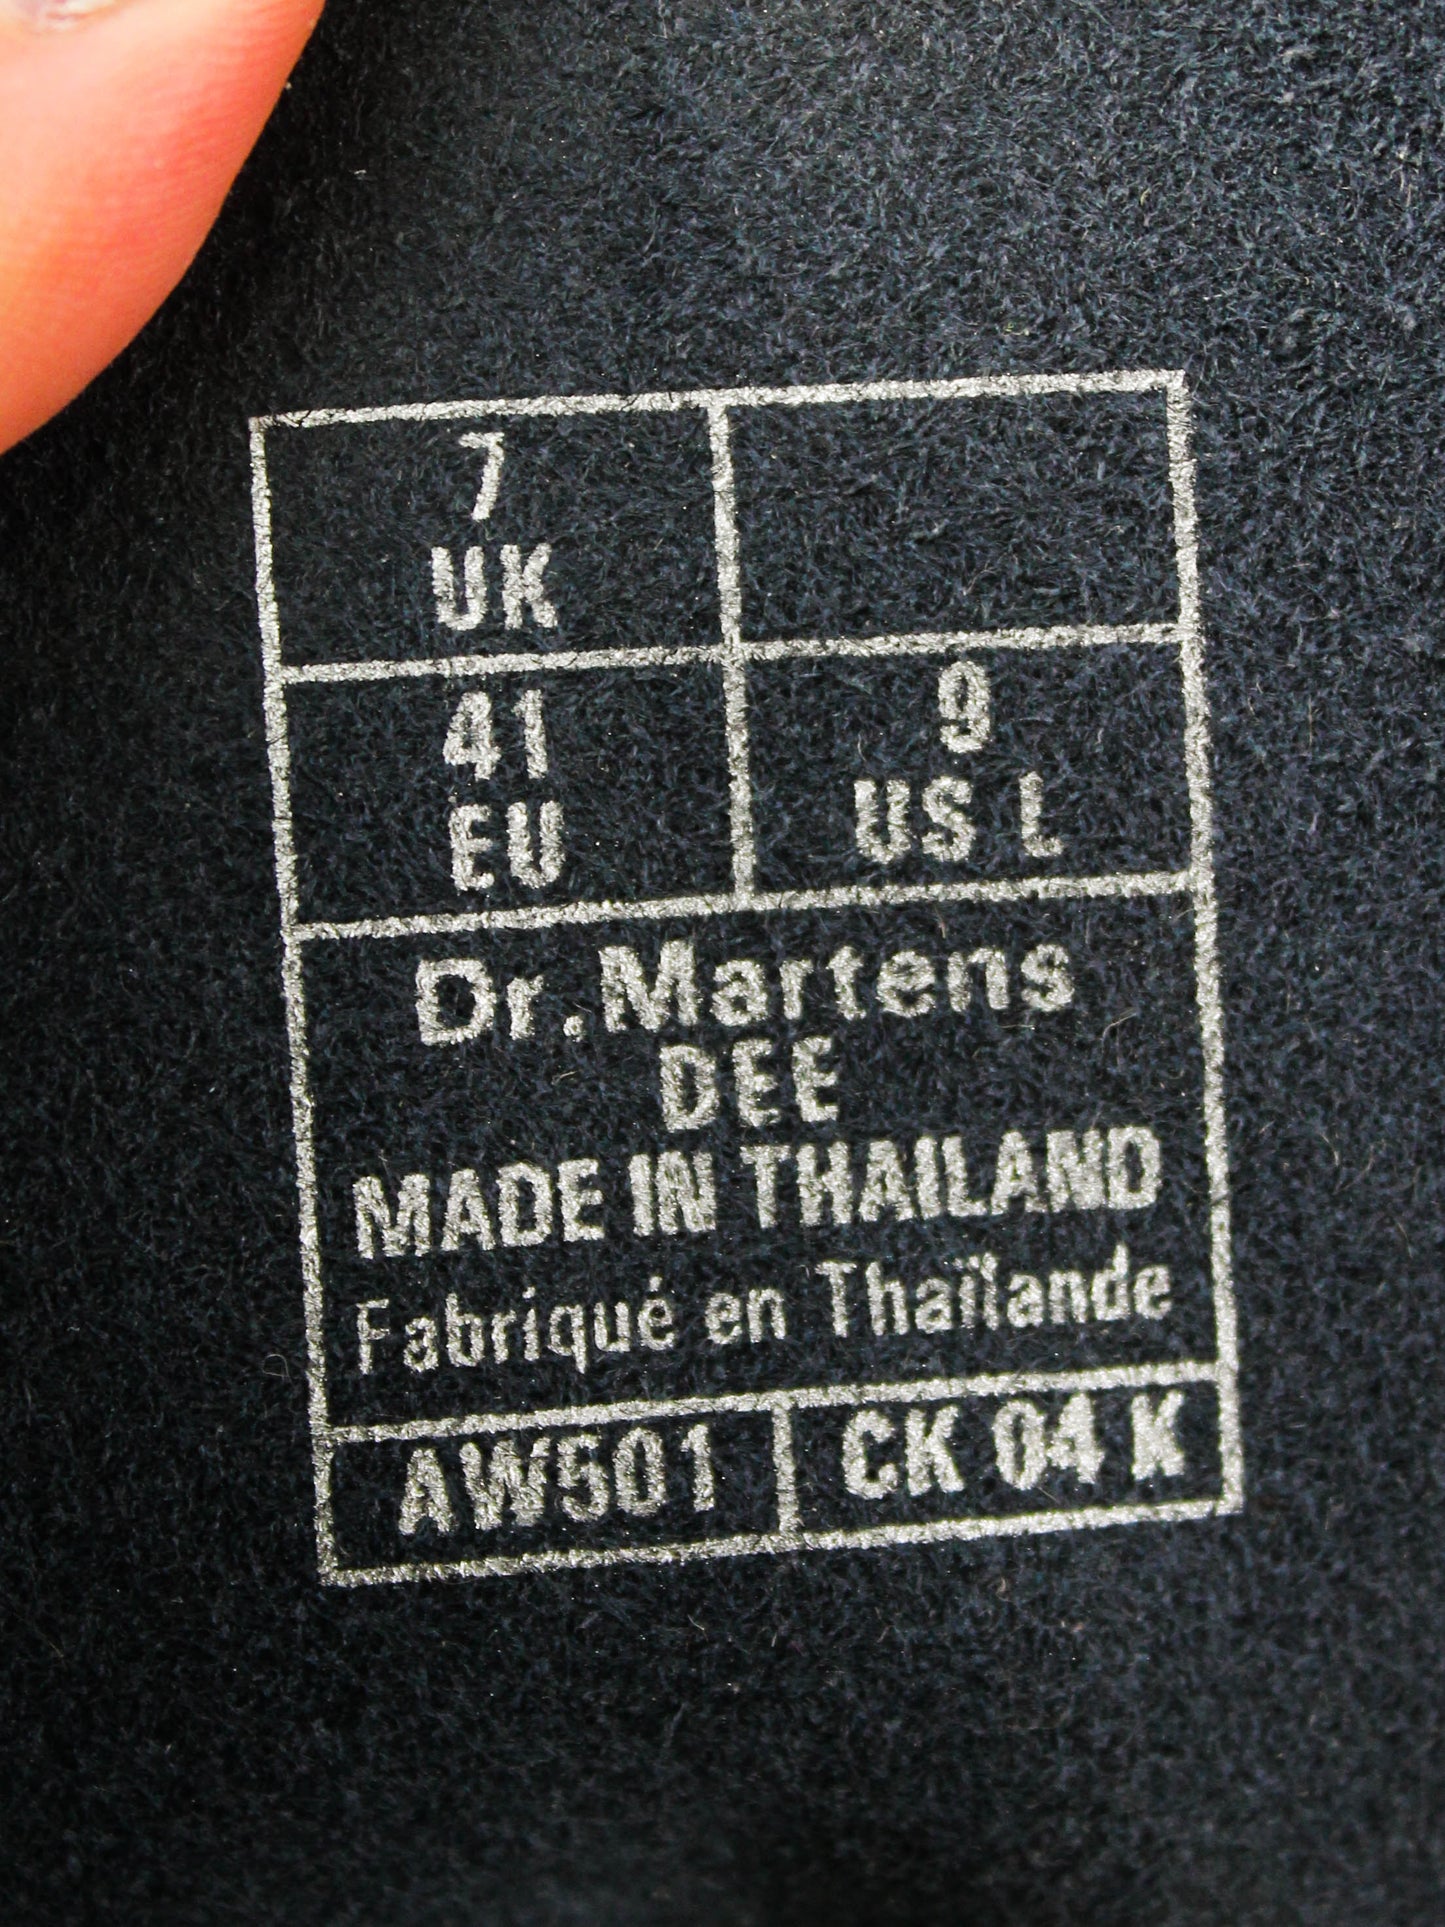 7
UK
41
EU
9
US L
Dr.Martens
DEE
MADE IN THAILAND
Fabriqué en Thaïlande
AW501
CK 04 K